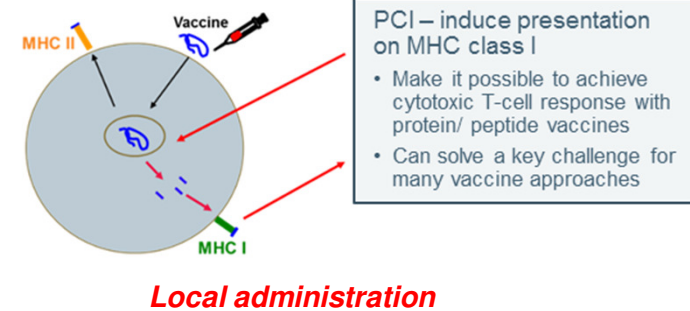 Vaccine
MHC II
MHC I
PCI – induce presentation
on MHC class I
• Make it possible to achieve
cytotoxic T-cell response with
protein/ peptide vaccines
• Can solve a key challenge for
many vaccine approaches
Local administration